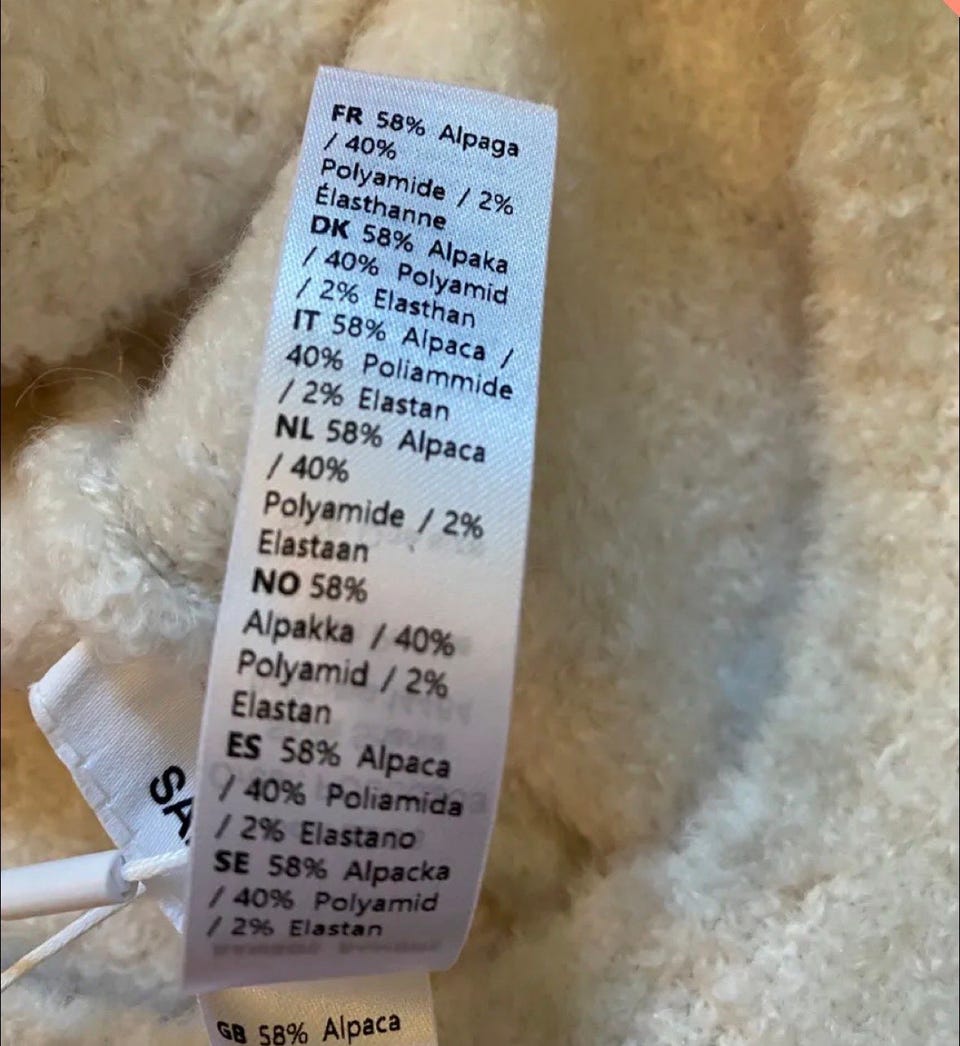 FR 58% Alpaga
/ 40%
Polyamide / 2%
Élasthanne
DK 58% Alpaka
/ 40% Polyamid
/ 2% Elasthan
IT 58% Alpaca /
40% Poliammide
/ 2% Elastan
NL 58% Alpaca
/ 40%
Polyamide / 2%
Elastaan
NO 58%
Alpakka / 40%
Polyamid / 2%
Elastan
ES 58% Alpaca
/ 40% Poliamida
/ 2% Elastano
SE 58% Alpacka
/ 40% Polyamid
/ 2% Elastan
SA
GB 58% Alpaca